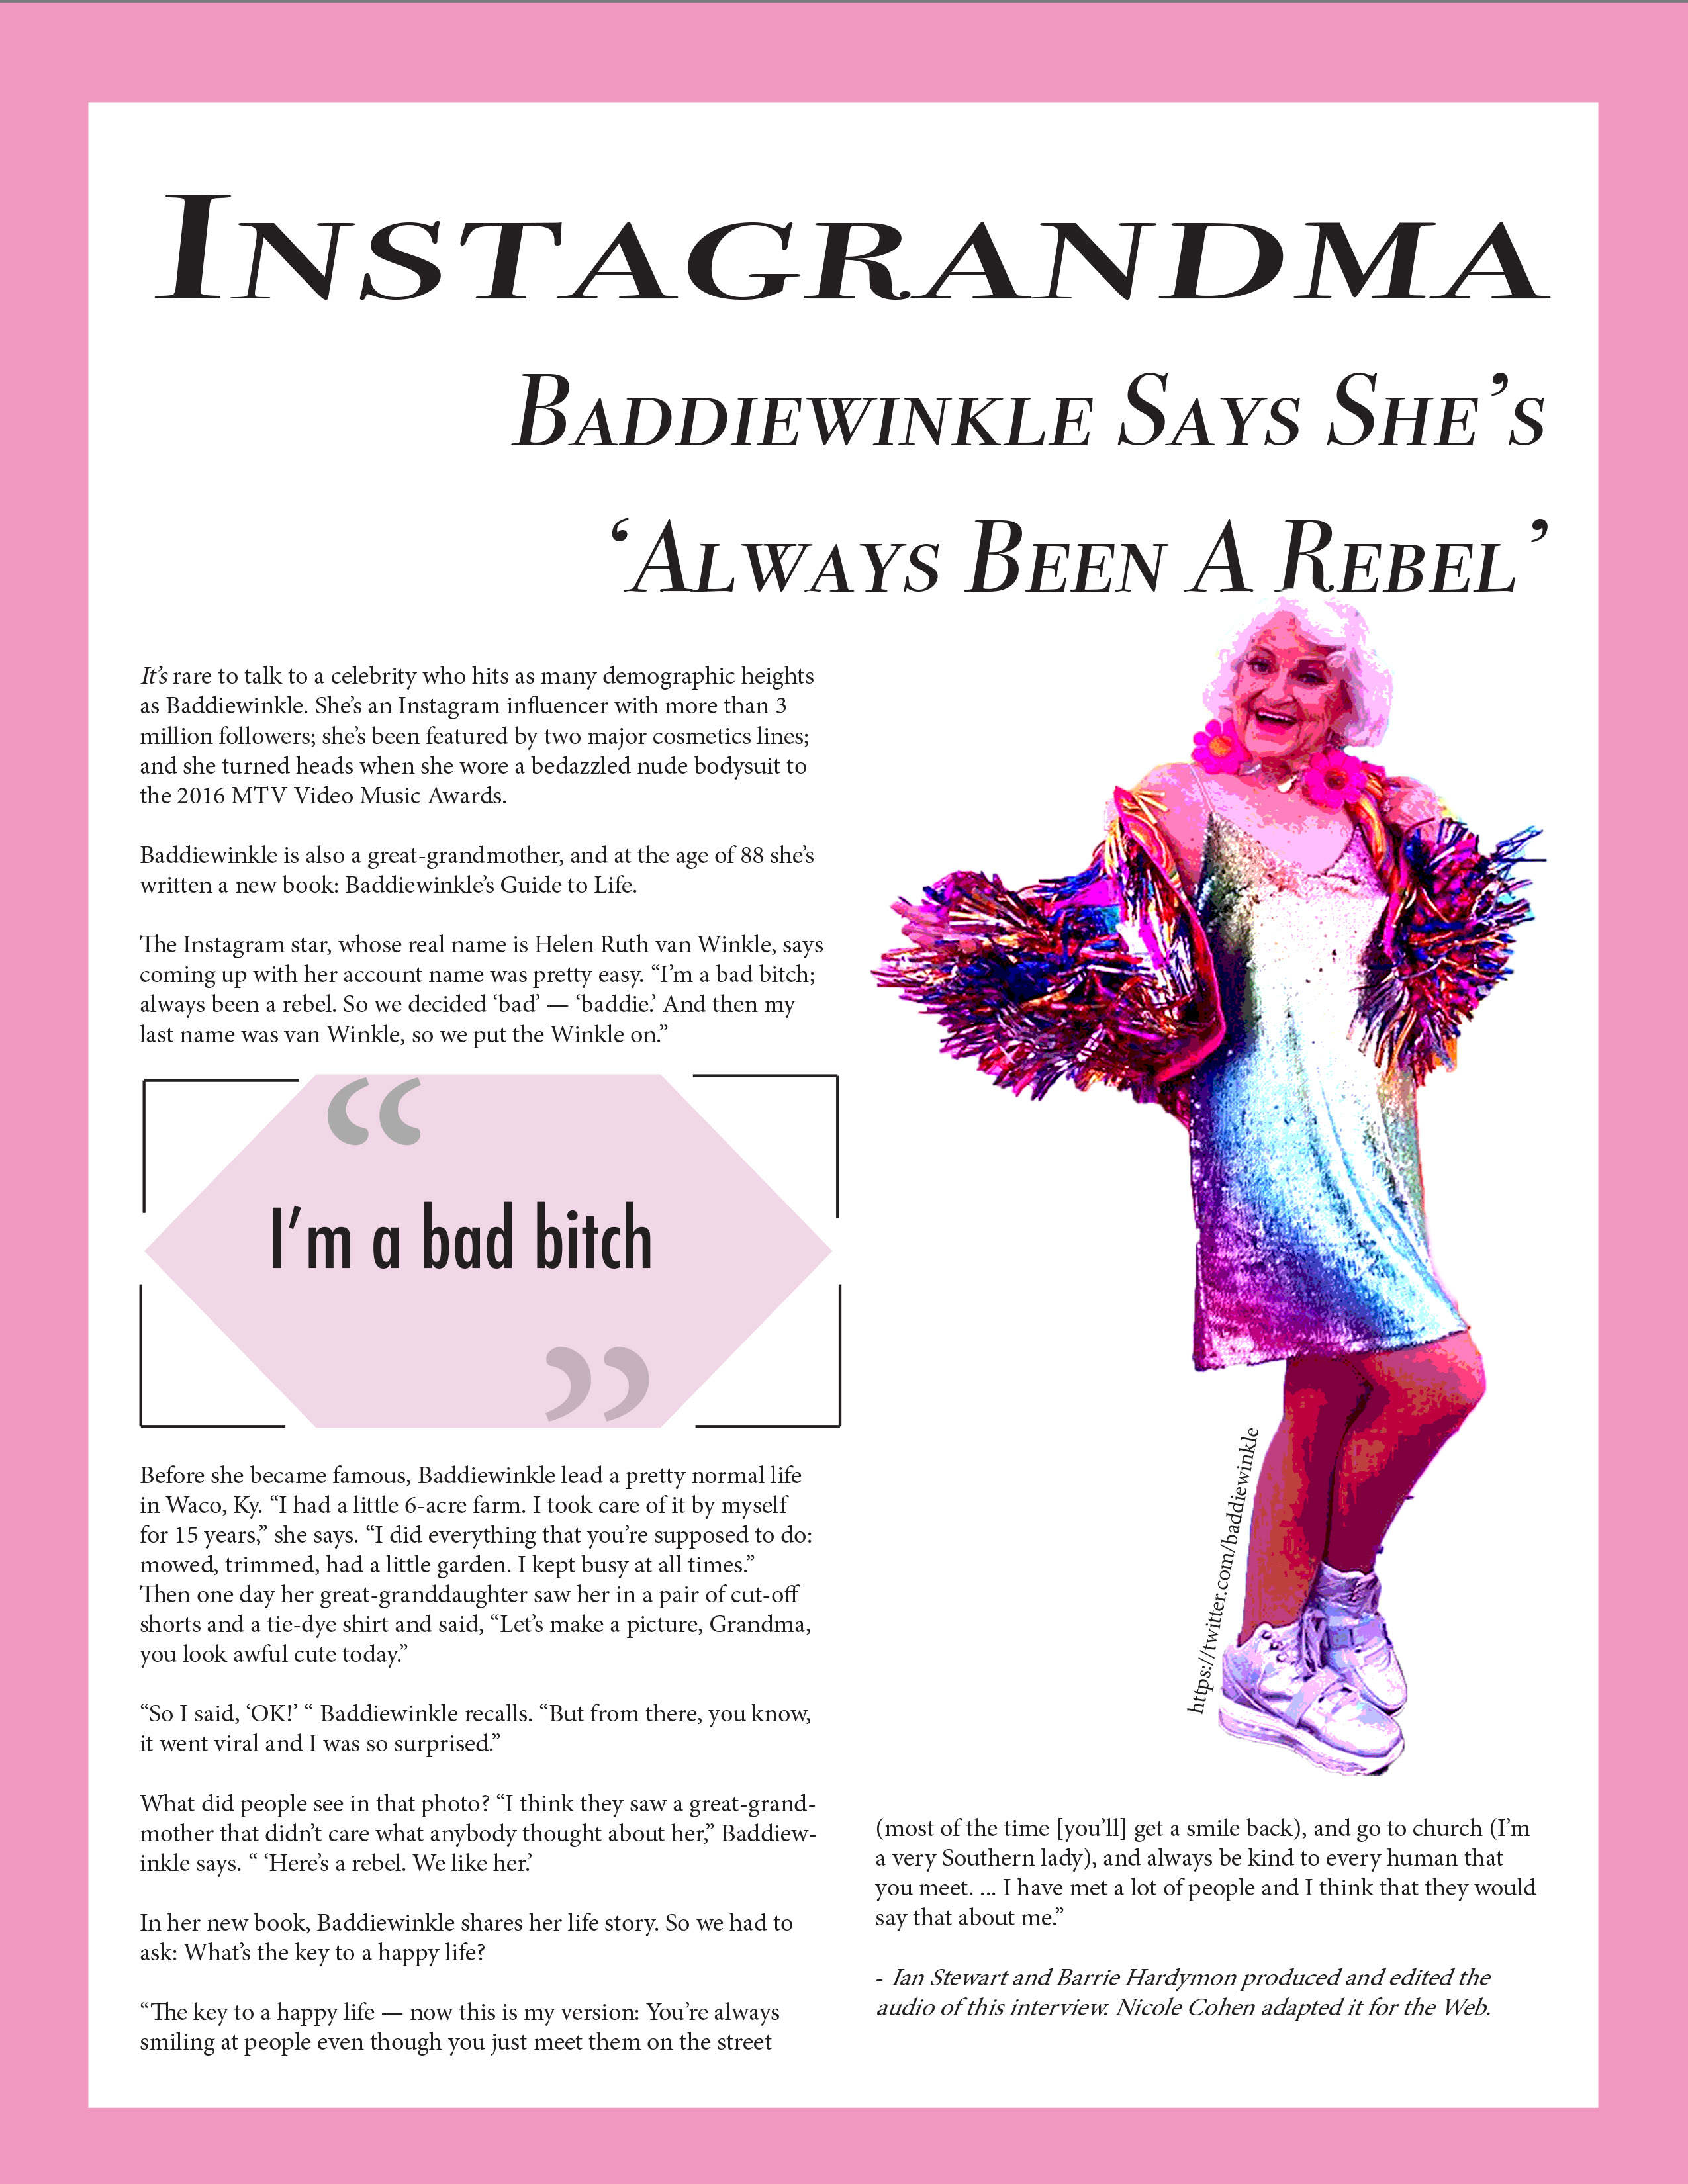 INSTAGRANDMA
BADDIEWINKLE SAYS SHE’S
‘ALWAYS BEEN A REBEL’
It’s rare to talk to a celebrity who hits as many demographic heights
as Baddiewinkle. She’s an Instagram influencer with more than 3
million followers; she’s been featured by two major cosmetics lines;
and she turned heads when she wore a bedazzled nude bodysuit to
the 2016 MTV Video Music Awards.
Baddiewinkle is also a great-grandmother, and at the age of 88 she’s
written a new book: Baddiewinkle’s Guide to Life.
The Instagram star, whose real name is Helen Ruth van Winkle, says
coming up with her account name was pretty easy. “I’m a bad bitch;
always been a rebel. So we decided ‘bad’ — ‘baddie.’ And then my
last name was van Winkle, so we put the Winkle on.”
“
I’m a bad bitch
”
Before she became famous, Baddiewinkle lead a pretty normal life
in Waco, Ky. “I had a little 6-acre farm. I took care of it by myself
for 15 years,” she says. “I did everything that you’re supposed to do:
mowed, trimmed, had a little garden. I kept busy at all times.”
Then one day her great-granddaughter saw her in a pair of cut-off
shorts and a tie-dye shirt and said, “Let’s make a picture, Grandma,
you look awful cute today.”
“So I said, ‘OK!’ “ Baddiewinkle recalls. “But from there, you know,
it went viral and I was so surprised.”
What did people see in that photo? “I think they saw a great-grand-
mother that didn’t care what anybody thought about her,” Baddiew-
inkle says. “ ‘Here’s a rebel. We like her.’
In her new book, Baddiewinkle shares her life story. So we had to
ask: What’s the key to a happy life?
“The key to a happy life — now this is my version: You’re always
smiling at people even though you just meet them on the street
https://twitter.com/baddiewinkle
(most of the time [you’ll] get a smile back), and go to church (I’m
a very Southern lady), and always be kind to every human that
you meet. ... I have met a lot of people and I think that they would
say that about me.”
- Ian Stewart and Barrie Hardymon produced and edited the
audio of this interview. Nicole Cohen adapted it for the Web.